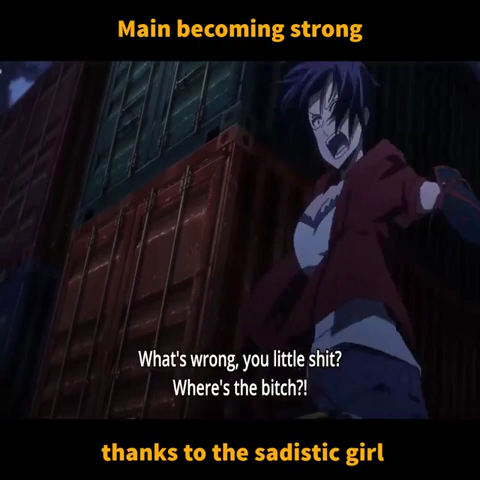 Main becoming strong
What's wrong, you little shit?
Where's the bitch?!
thanks to the sadistic girl